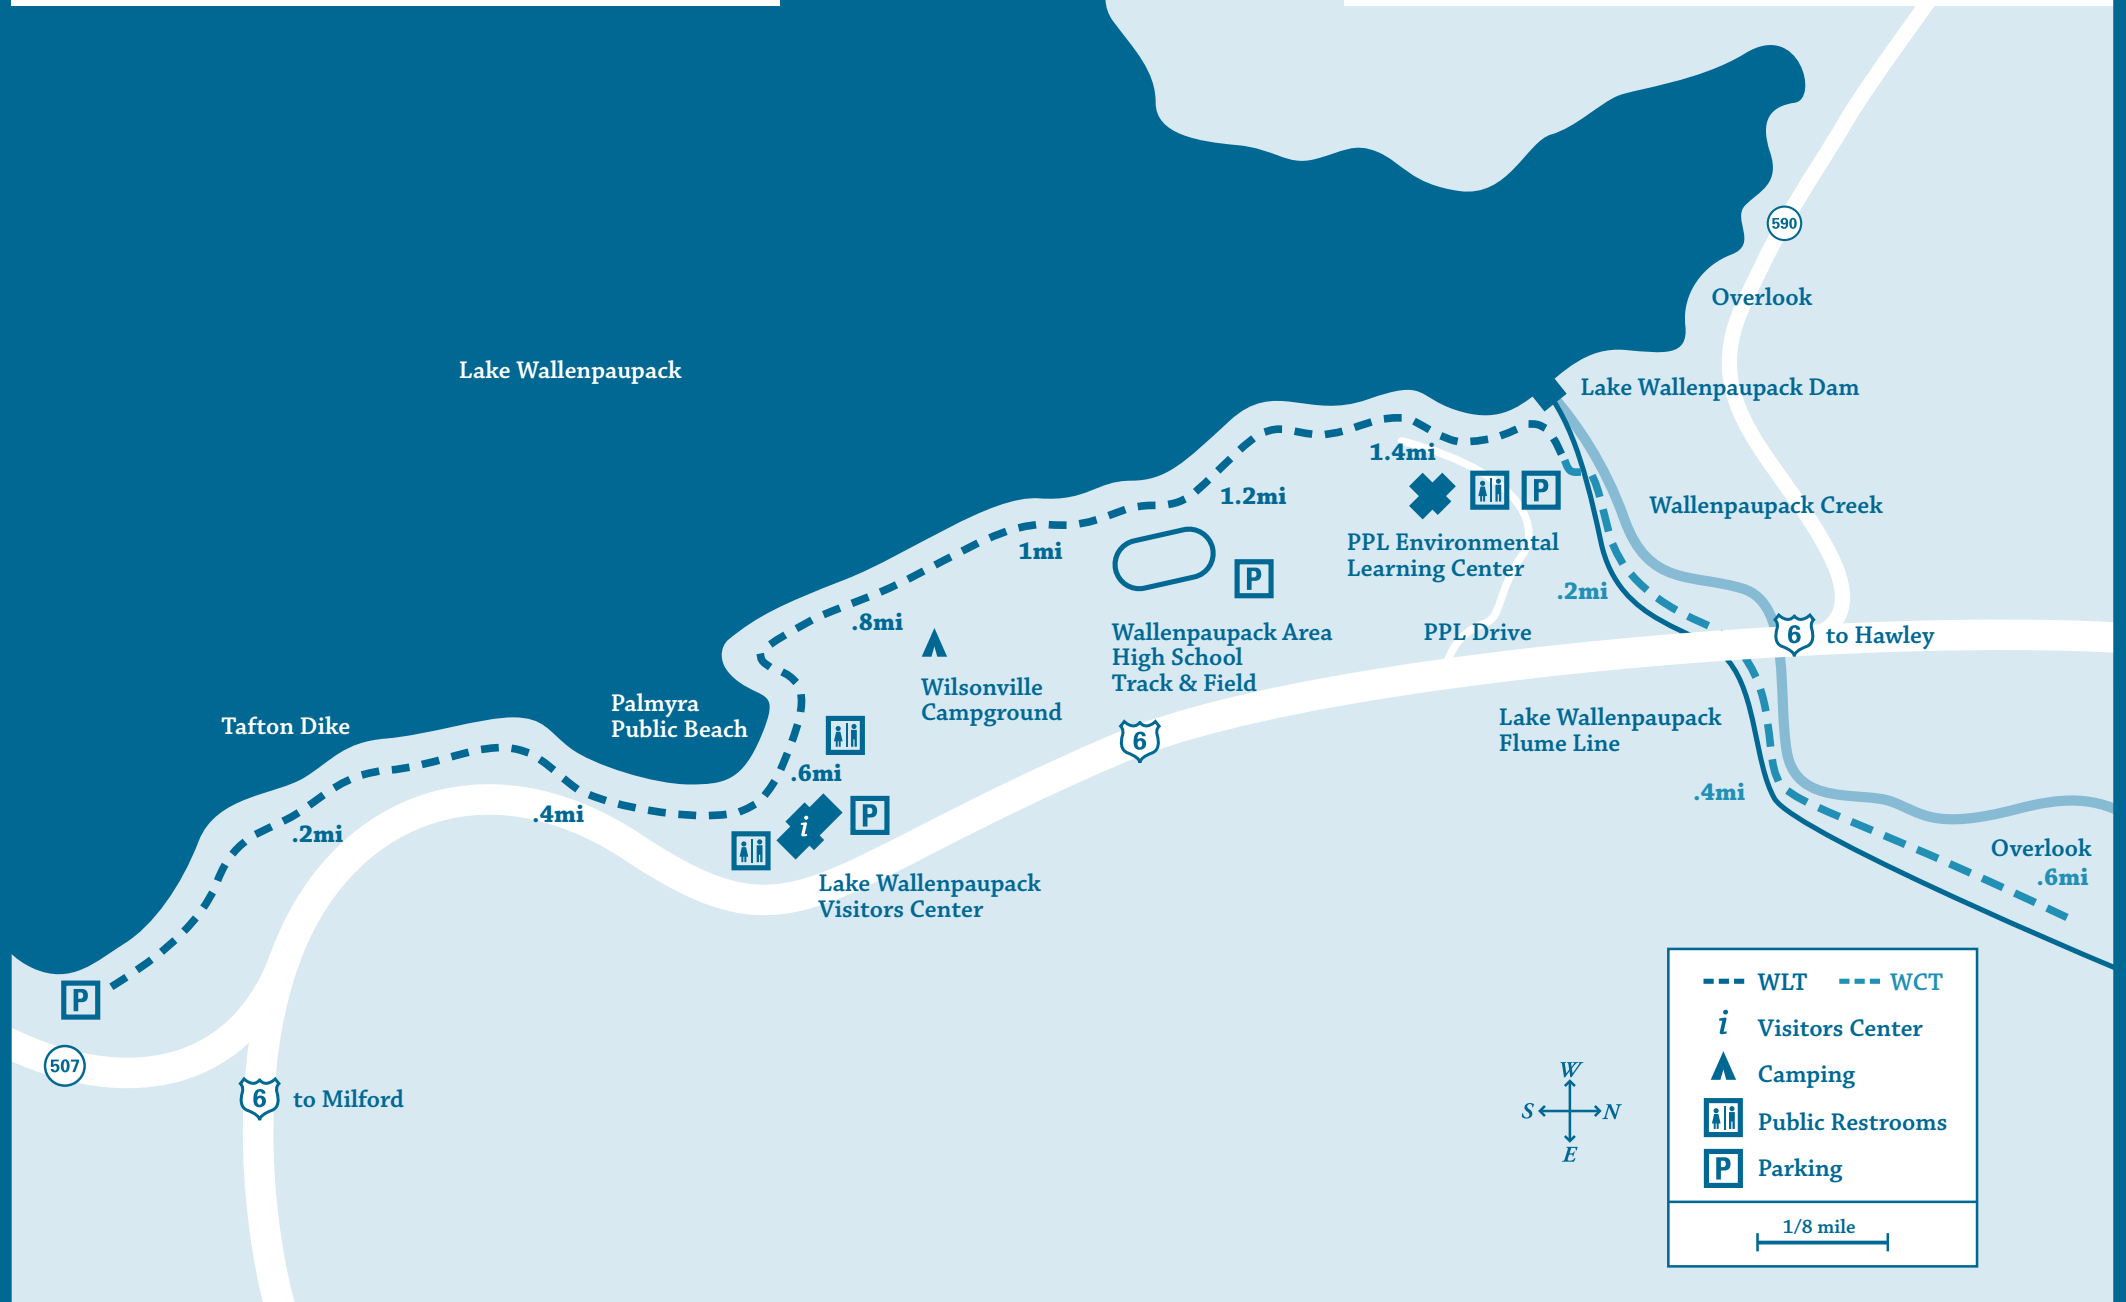 590
Overlook
Lake Wallenpaupack
Lake Wallenpaupack Dam
1.4mi
1.2mi
P
P
Wallenpaupack Creek
1mi
PPL Environmental
Learning Center
.2mi
.8mi
Wallenpaupack Area
High School
Track & Field
PPL Drive
6
to Hawley
Wilsonville
Campground
Palmyra
Public Beach
Tafton Dike
6
Lake Wallenpaupack
Flume Line
.6mi
.4mi
.2mi
.4mi
i
P
Overlook
.6mi
Lake Wallenpaupack
Visitors Center
P
507
6
to Milford
W
S
N
E
WLT
WCT
i
Visitors Center
Camping
Public Restrooms
P
Parking
1/8 mile